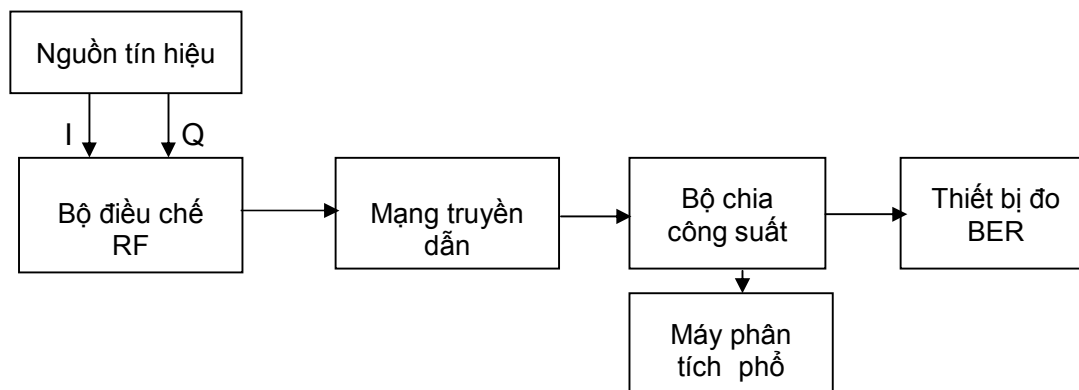 Nguồn tín hiệu
I
Q
Bộ điều chế
RF
Mạng truyền
dẫn
Bộ chia
công suất
Thiết bị đo
BER
Máy phân
tích phổ